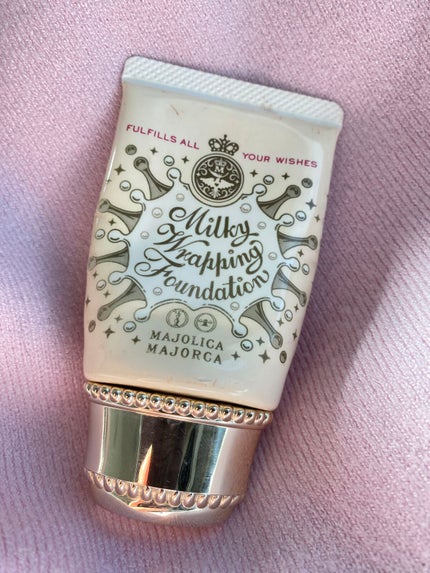 FULFILLS ALL YOUR WISHES
M
Milky
Wrapping
Foundation
MAJOLICA
MAJORCA